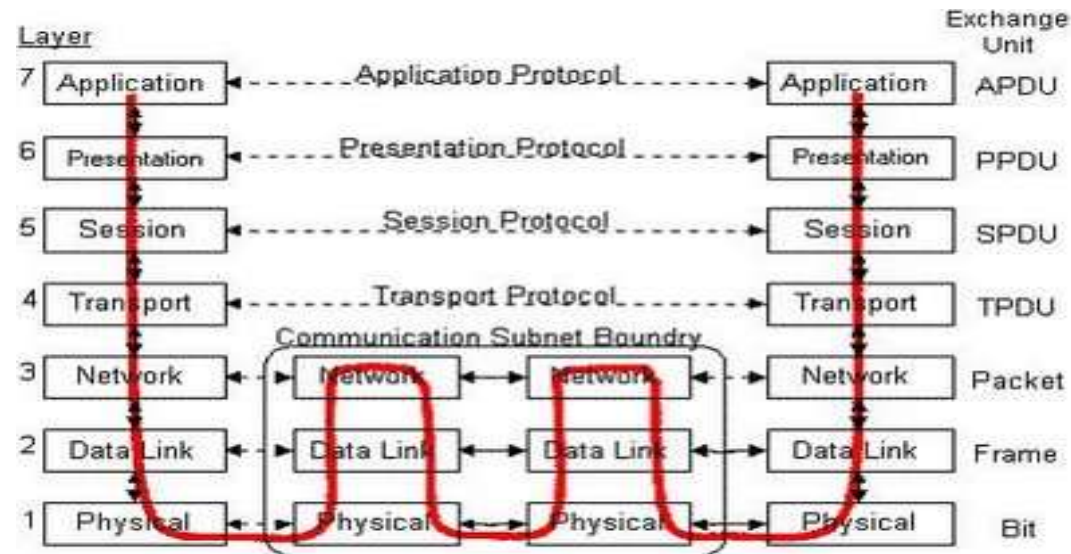 Exchange
Unit
Layer
7 Application Application Protocol Application APDU
6 Presentation Presentation Protocol Presentation PPDU
5 Session Session Protocol Session SPDU
4 Transport Transport Protocol Transport TPDU
Communication Subnet Boundry
3 Network Network Network Network Packet
2 Data Link Data Link Data Link Data Link Frame
1 Physical Physical Physical Physical Bit